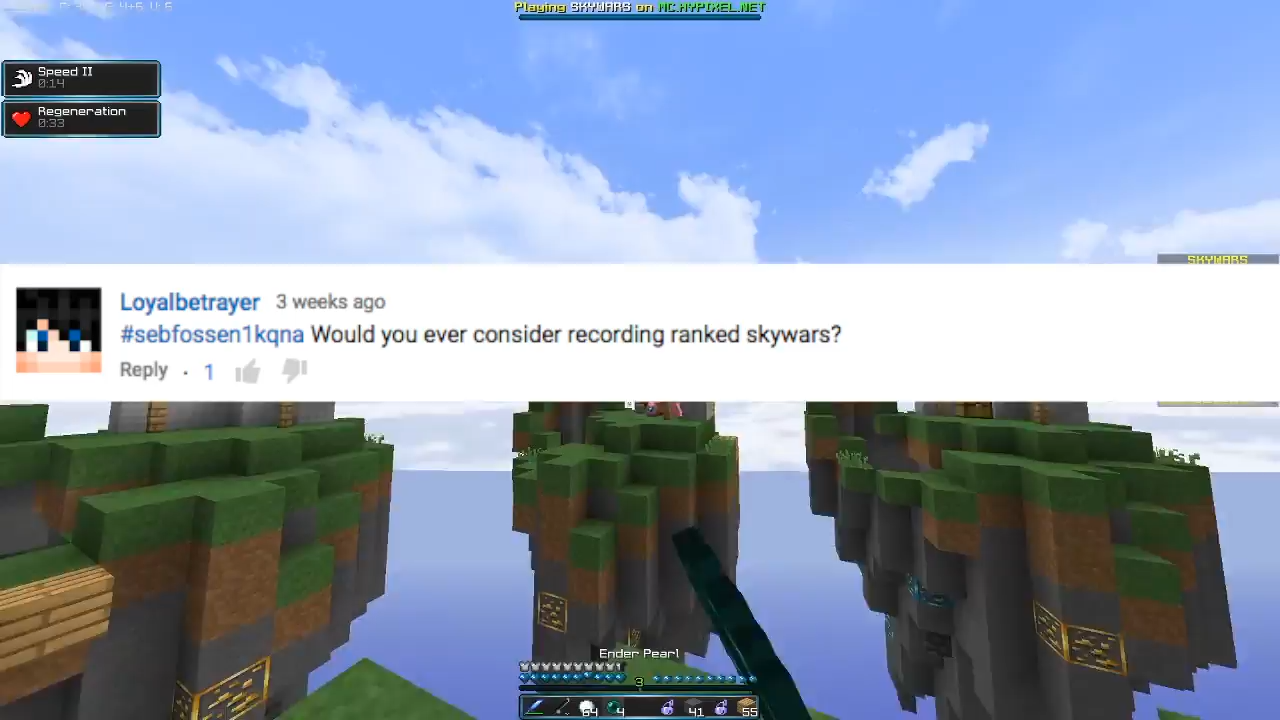 Playing SKYWARS on MC.HYPIXEL.NET
Speed II
0:14
Regeneration
0:33
SKYWARS
Loyalbetrayer 3 weeks ago
#sebfossen1kqna Would you ever consider recording ranked skywars?
Reply · 1
Ender Pearl
3
64 4 41 55